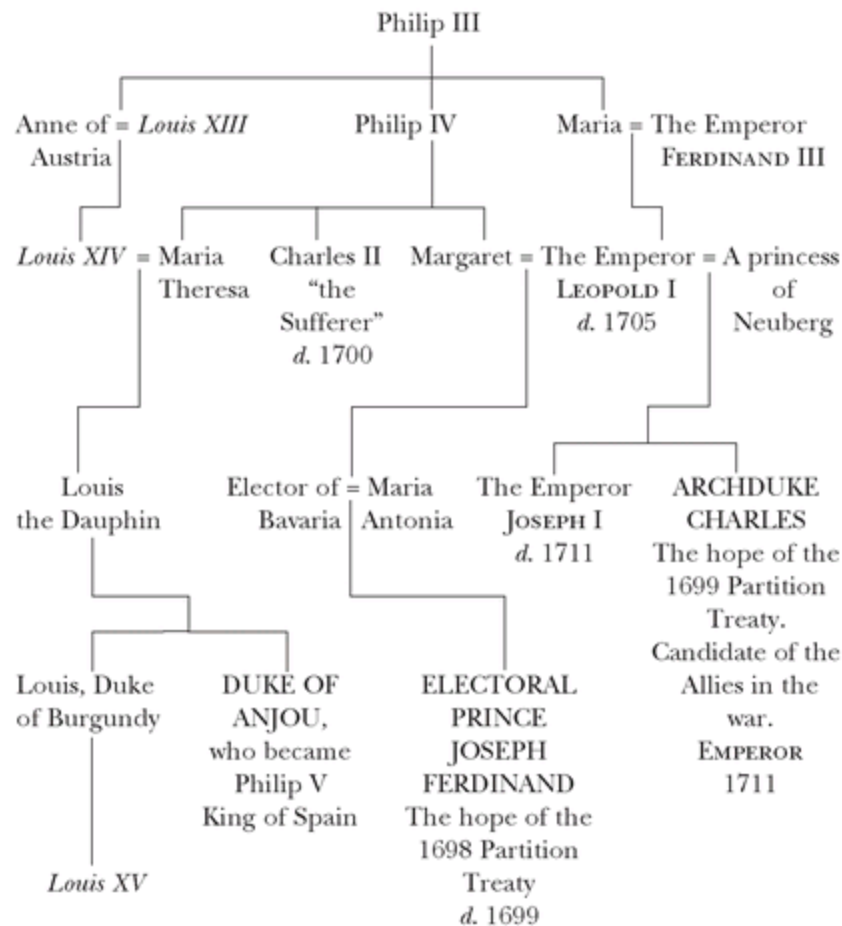 Philip III
Anne of = Louis XIII
Austria
Philip IV
Maria = The Emperor
FERDINAND III
Louis XIV = Maria
Theresa
Charles II
“the
Sufferer”
d. 1700
Margaret = The Emperor = A princess
LEOPOLD I
d. 1705
of
Neuberg
Louis
the Dauphin
Elector of = Maria
Bavaria Antonia
The Emperor
JOSEPH I
d. 1711
ARCHDUKE
CHARLES
The hope of the
1699 Partition
Treaty.
Candidate of the
Allies in the
war.
EMPEROR
1711
Louis, Duke
of Burgundy
DUKE OF
ANJOU,
who became
Philip V
King of Spain
ELECTORAL
PRINCE
JOSEPH
FERDINAND
The hope of the
1698 Partition
Treaty
d. 1699
Louis XV